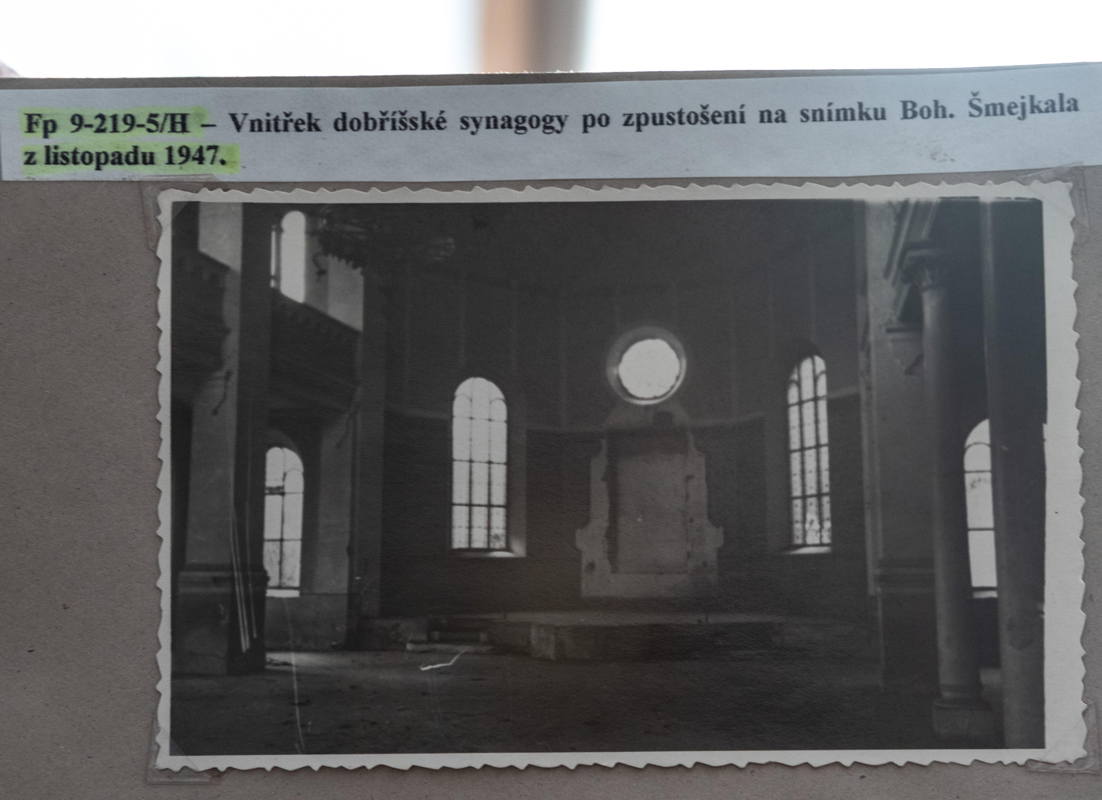 Fp 9-219-5/H – Vnitřek dobříšské synagogy po zpustošení na snímku Boh. Šmejkala
z listopadu 1947.